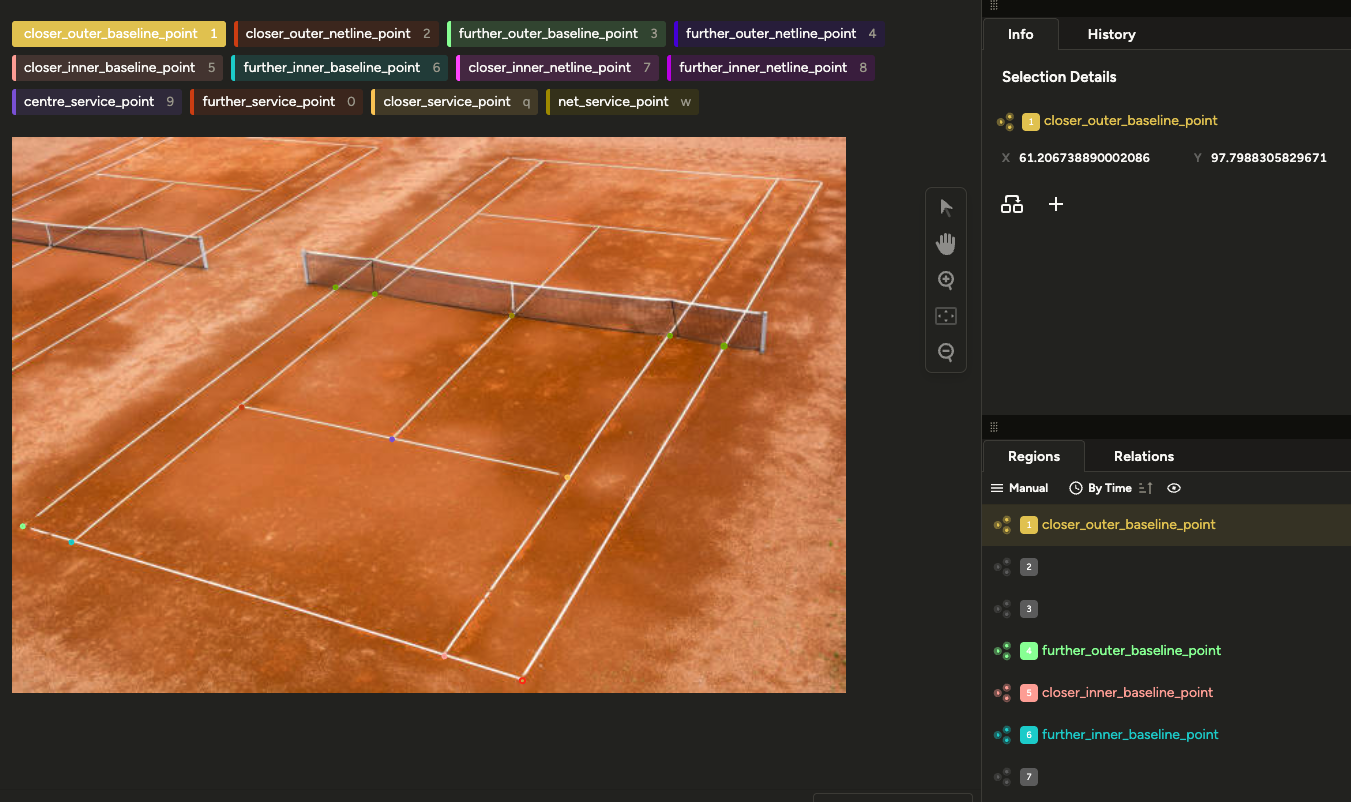 closer_outer_baseline_point 1 closer_outer_netline_point 2 further_outer_baseline_point 3 further_outer_netline_point 4
closer_inner_baseline_point 5 further_inner_baseline_point 6 closer_inner_netline_point 7 further_inner_netline_point 8
centre_service_point 9 further_service_point 0 closer_service_point q net_service_point w
Info History
Selection Details
1 closer_outer_baseline_point
X 61.206738890002086 Y 97.7988305829671
Regions Relations
Manual By Time
1 closer_outer_baseline_point
2
3
4 further_outer_baseline_point
5 closer_inner_baseline_point
6 further_inner_baseline_point
7